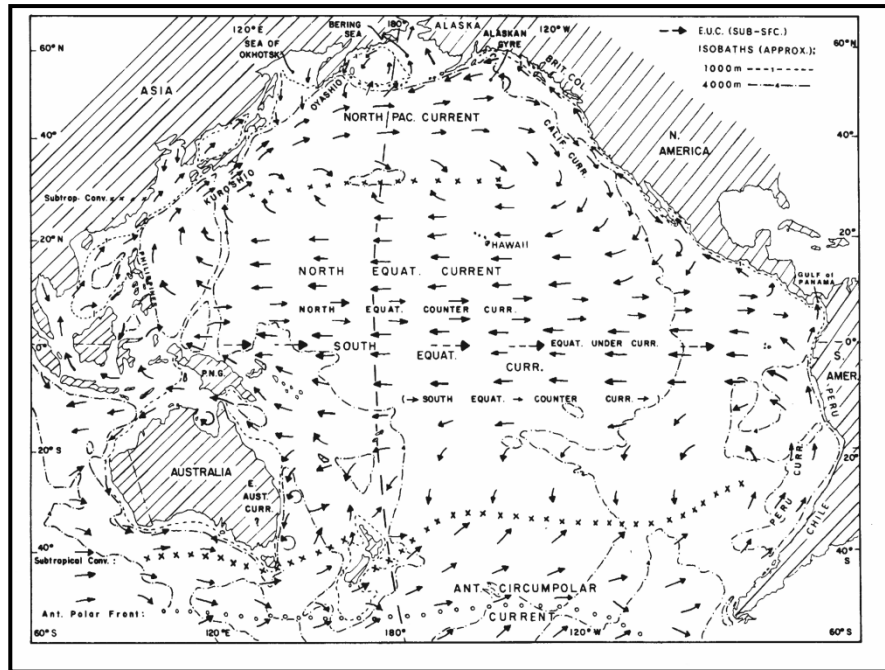 120°E
BERING
SEA
180°
ALASKA
120°W
60°N
SEA OF
OKHOTSK
ALASKAN
GYRE
60°N
E.U.C. (SUB-SFC.)
ISOBATHS (APPROX.):
1000m
1
4000m
4
ASIA
OYASHIO
BRIT. COL.
NORTH PAC. CURRENT
40°
CALIF. CURR.
N.
AMERICA
40°
KUROSHIO
Subtrop. Conv.
20°
N
HAWAII
20°
N
PHILIPPINES
NORTH EQUAT. CURRENT
GULF of
PANAMA
NORTH EQUAT. COUNTER CURR.
0°
SOUTH
EQUAT. UNDER CURR.
0°
EQUAT.
P.N.G.
CURR.
S.
AMER.
(→ SOUTH EQUAT. → COUNTER CURR. →)
PERU
20°
S
AUSTRALIA
20°
S
E.
AUST.
CURR.
?
PERU CURR.
CHILE
40°
40°
S
Subtropical Conv.:
ANT. CIRCUMPOLAR
Ant. Polar Front:
CURRENT
60°S
120°E
180°
120°W
60°S